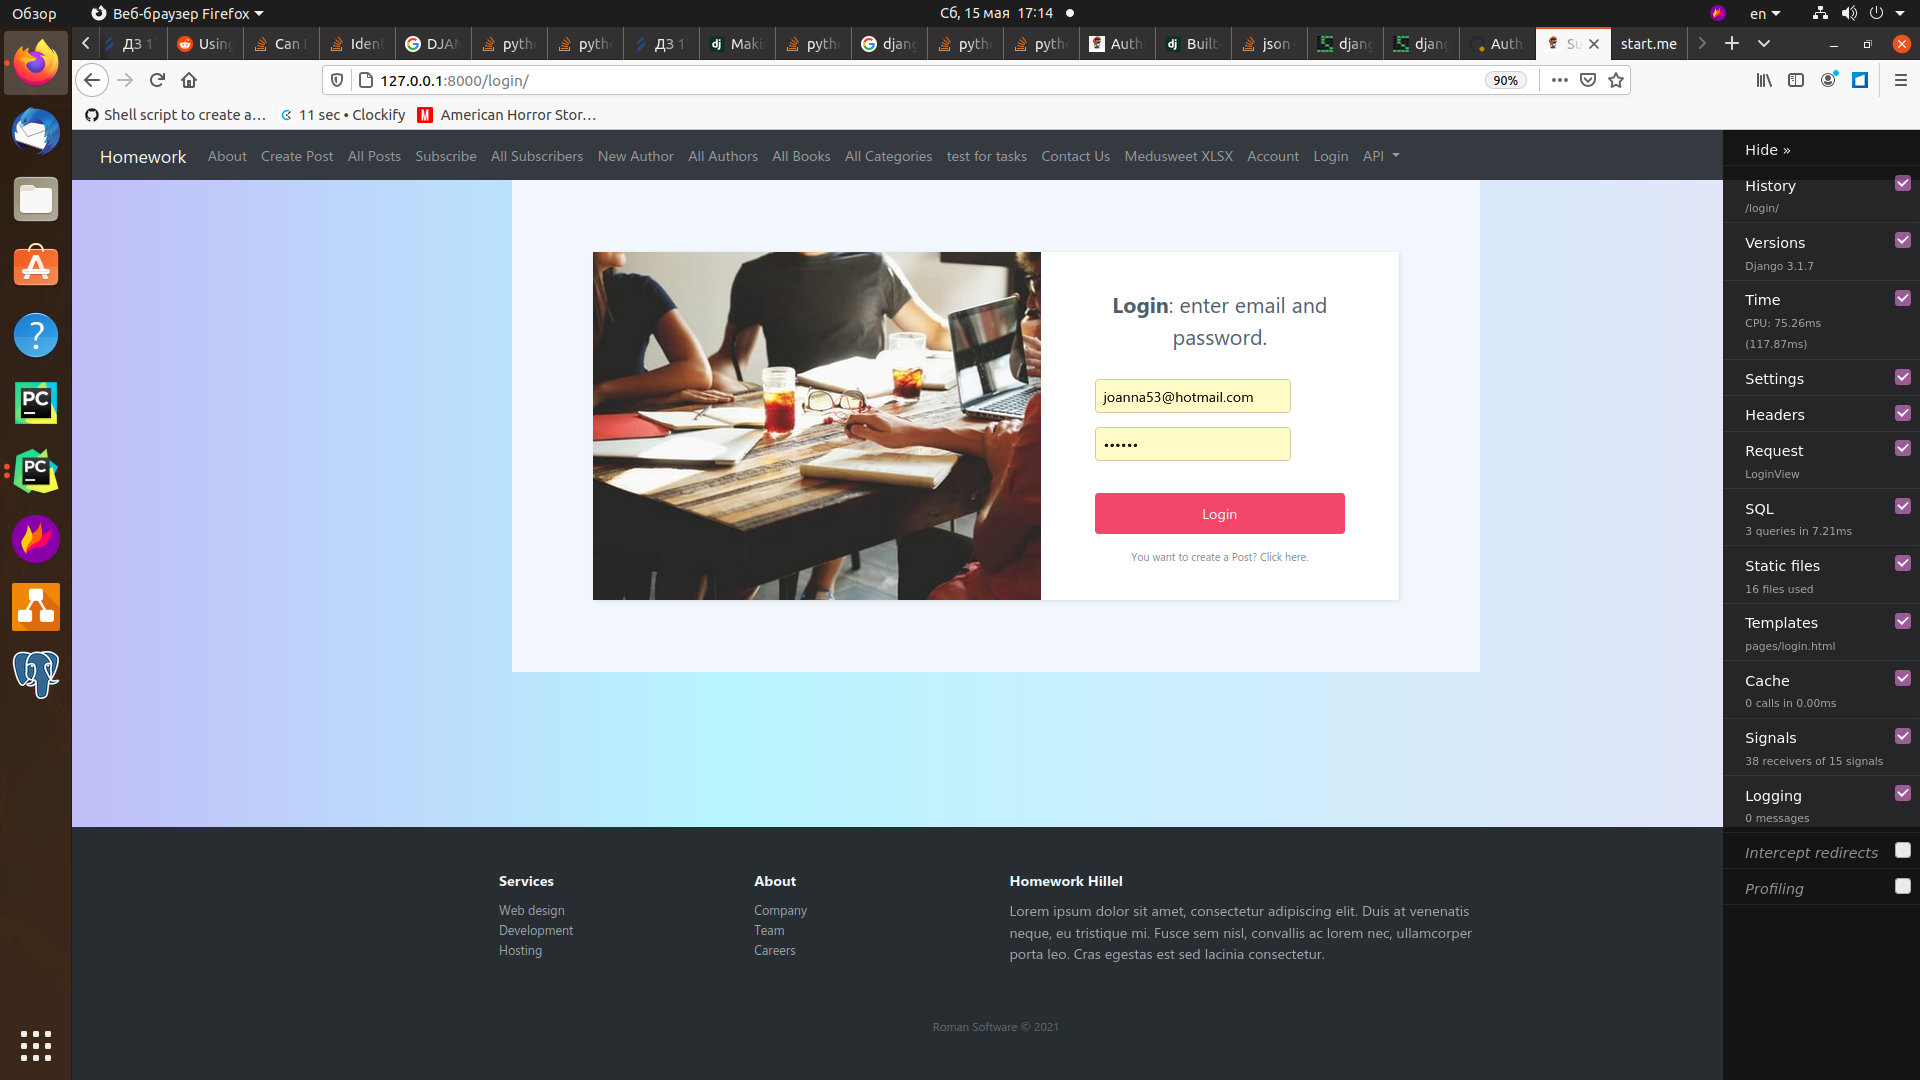 Обзор
Веб-браузер Firefox
Сб, 15 мая 17:14
en
ДЗ 1
Using
Can
Ident
DJAN
pyth
pyth
ДЗ 1
Maki
pyth
djang
pyth
pyth
Auth
Built-
json
djang
djang
Auth
Su
start.me
127.0.0.1:8000/login/
90%
Shell script to create a…
11 sec • Clockify
American Horror Stor…
Homework
About
Create Post
All Posts
Subscribe
All Subscribers
New Author
All Authors
All Books
All Categories
test for tasks
Contact Us
Medusweet XLSX
Account
Login
API
Login: enter email and
password.
joanna53@hotmail.com
••••••
Login
You want to create a Post? Click here.
Hide »
History
/login/
Versions
Django 3.1.7
Time
CPU: 75.26ms
(117.87ms)
Settings
Headers
Request
LoginView
SQL
3 queries in 7.21ms
Static files
16 files used
Templates
pages/login.html
Cache
0 calls in 0.00ms
Signals
38 receivers of 15 signals
Logging
0 messages
Intercept redirects
Profiling
Services
Web design
Development
Hosting
About
Company
Team
Careers
Homework Hillel
Lorem ipsum dolor sit amet, consectetur adipiscing elit. Duis at venenatis
neque, eu tristique mi. Fusce sem nisl, convallis ac lorem nec, ullamcorper
porta leo. Cras egestas est sed lacinia consectetur.
Roman Software © 2021